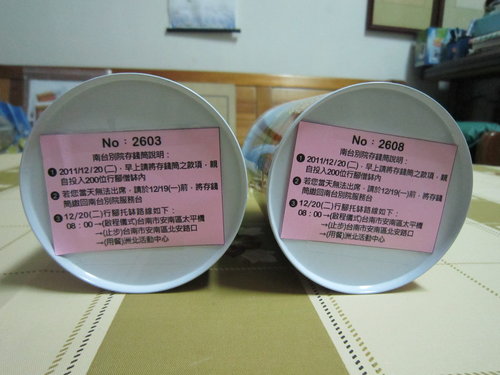 No：2603
南台別院存錢筒說明：
❶ 2011/12/20(二)，早上請將存錢筒之款項，親
自投入200位行腳僧缽內
❷ 若您當天無法出席，請於12/19(一)前，將存錢
筒繳回南台別院服務台
❸ 12/20(二)行腳托缽路線如下：
08：00→(啟程儀式)台南市安南區太平橋
→(止步)台南市安南區北安路口
→(用餐)洲北活動中心
No：2608
南台別院存錢筒說明：
❶ 2011/12/20(二)，早上請將存錢筒之款項，親
自投入200位行腳僧缽內
❷ 若您當天無法出席，請於12/19(一)前，將存錢
筒繳回南台別院服務台
❸ 12/20(二)行腳托缽路線如下：
08：00→(啟程儀式)台南市安南區太平橋
→(止步)台南市安南區北安路口
→(用餐)洲北活動中心